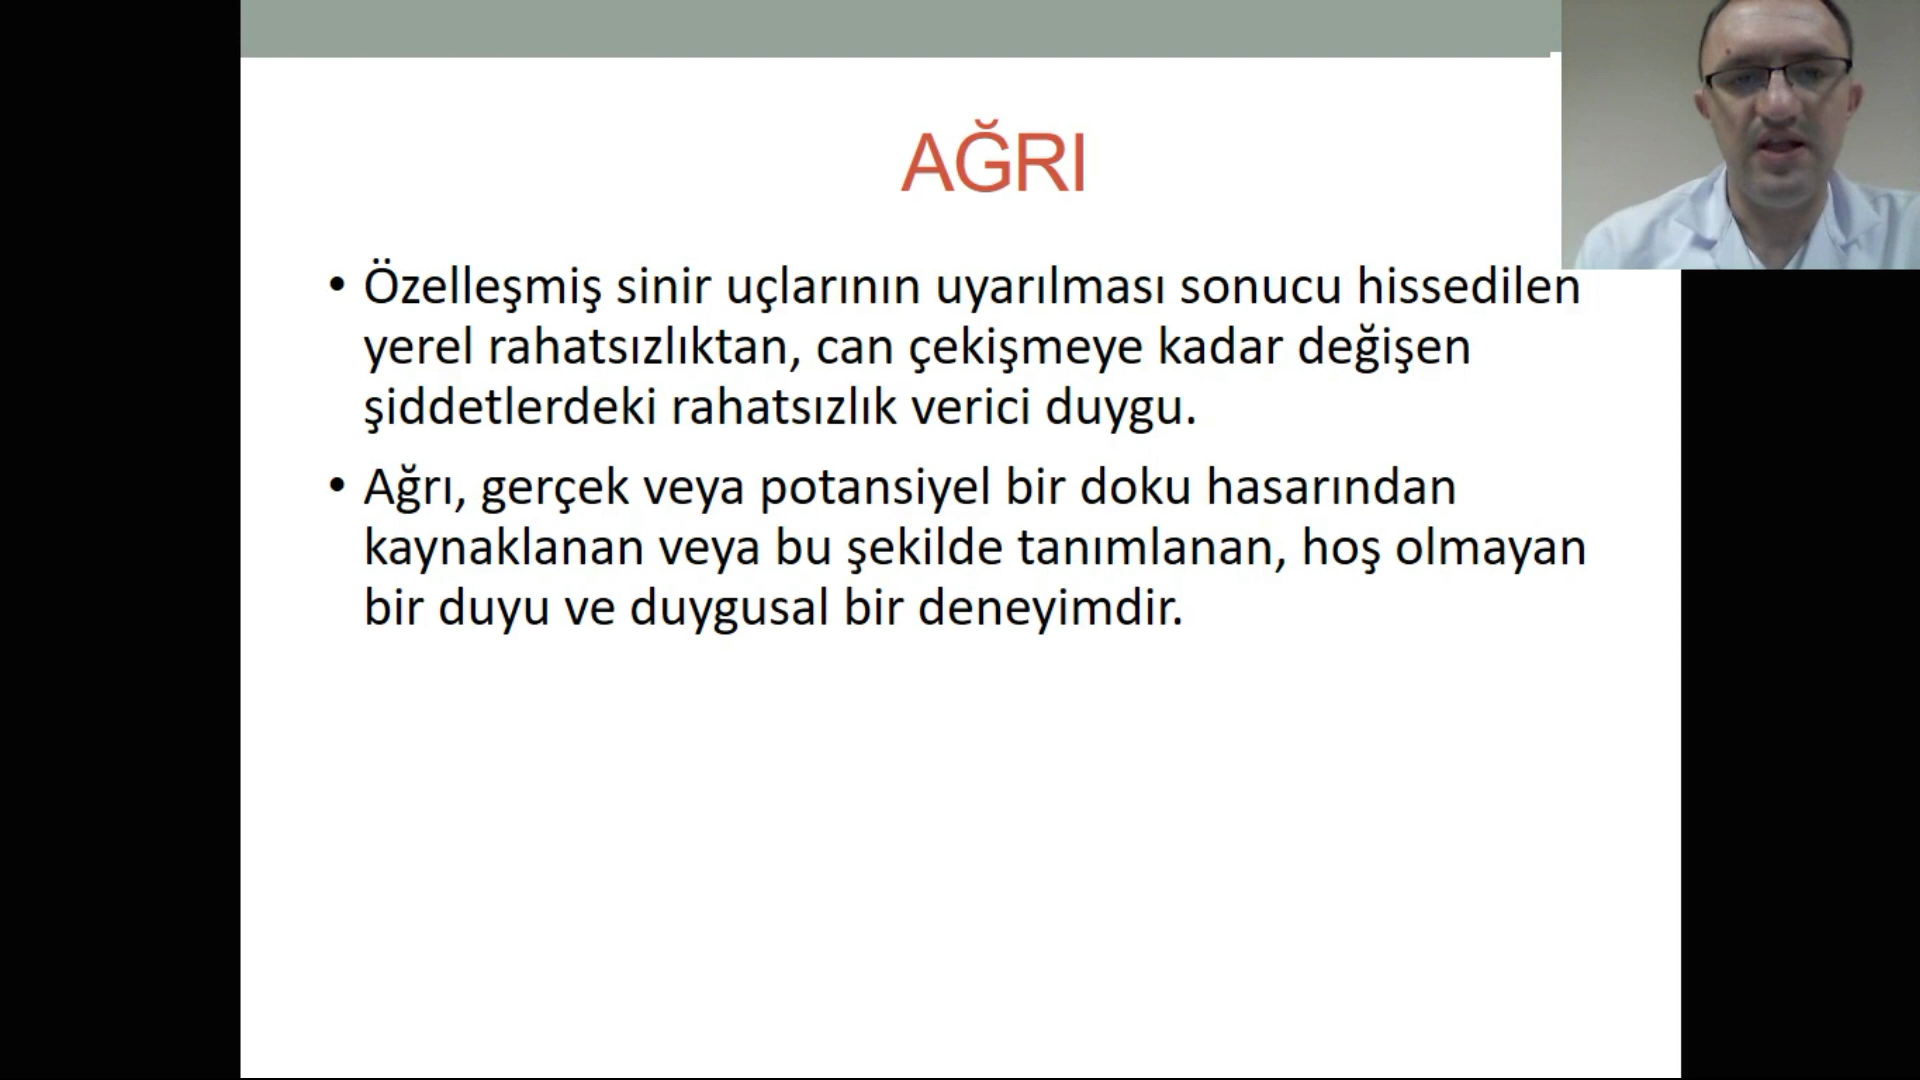 AĞRI
• Özelleşmiş sinir uçlarının uyarılması sonucu hissedilen
yerel rahatsızlıktan, can çekişmeye kadar değişen
şiddetlerdeki rahatsızlık verici duygu.
• Ağrı, gerçek veya potansiyel bir doku hasarından
kaynaklanan veya bu şekilde tanımlanan, hoş olmayan
bir duyu ve duygusal bir deneyimdir.